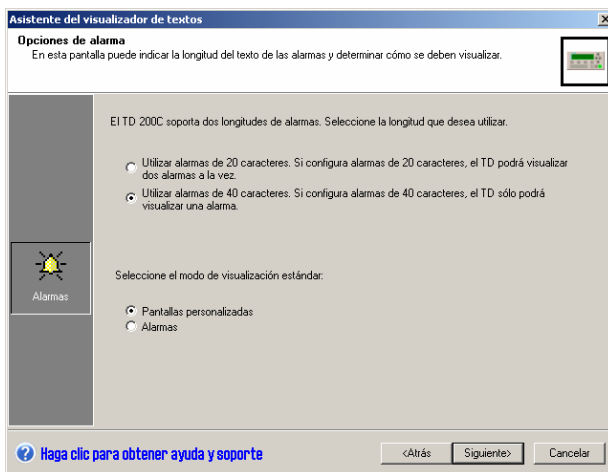 Asistente del visualizador de textos
Opciones de alarma
En esta pantalla puede indicar la longitud del texto de las alarmas y determinar cómo se deben visualizar.
El TD 200C soporta dos longitudes de alarmas. Seleccione la longitud que desea utilizar.
Utilizar alarmas de 20 caracteres. Si configura alarmas de 20 caracteres, el TD podrá visualizar
dos alarmas a la vez.
Utilizar alarmas de 40 caracteres. Si configura alarmas de 40 caracteres, el TD sólo podrá
visualizar una alarma.
Alarmas
Seleccione el modo de visualización estándar:
Pantallas personalizadas
Alarmas
Haga clic para obtener ayuda y soporte
<Atrás
Siguiente>
Cancelar